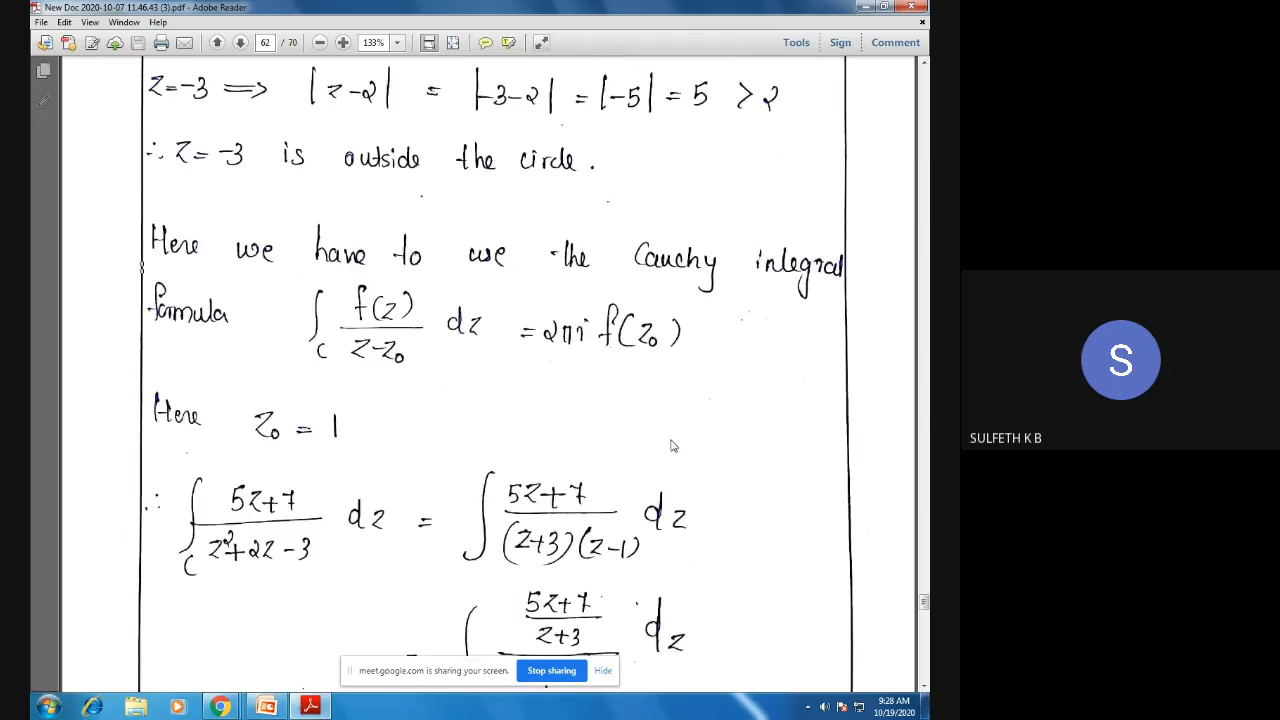 New Doc 2020-10-07 11.46.43 (3).pdf - Adobe Reader
File Edit View Window Help
62 / 70 133% Tools Sign Comment
z=-3 ⟹ |z-2| = |-3-2| = |-5| = 5 > 2
∴ z = -3 is outside the circle.
Here we have to use the Cauchy integral
formula ∫_C f(z)/(z-z₀) dz = 2πi f(z₀)
Here z₀ = 1
∴ ∫_C (5z+7)/(z²+2z-3) dz = ∫ (5z+7)/((z+3)(z-1)) dz
= ∫ (5z+7)/(z+3) dz
meet.google.com is sharing your screen. Stop sharing Hide
S
SULFETH K B
9:28 AM
10/19/2020